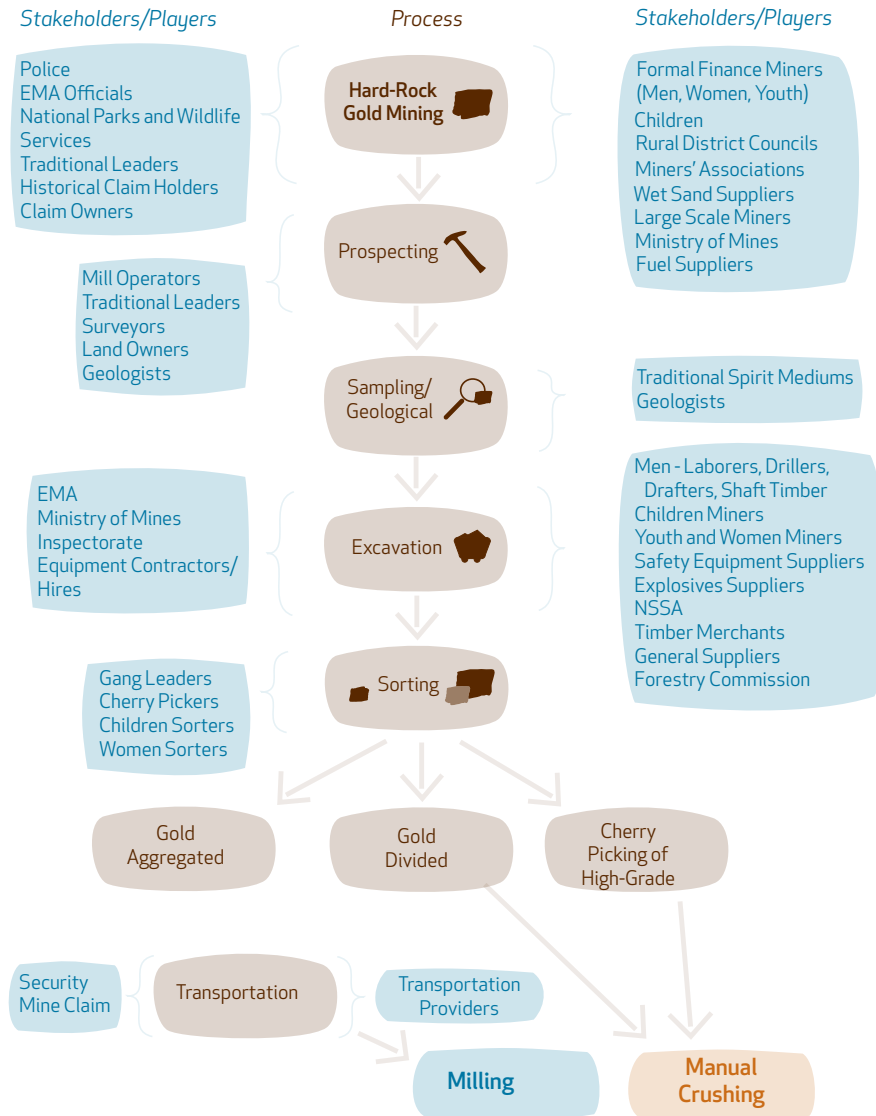 Stakeholders/Players
Process
Stakeholders/Players
Police
EMA Officials
National Parks and Wildlife
Services
Traditional Leaders
Historical Claim Holders
Claim Owners
Hard-Rock
Gold Mining
Formal Finance Miners
(Men, Women, Youth)
Children
Rural District Councils
Miners' Associations
Wet Sand Suppliers
Large Scale Miners
Ministry of Mines
Fuel Suppliers
Prospecting
Mill Operators
Traditional Leaders
Surveyors
Land Owners
Geologists
Sampling/
Geological
Traditional Spirit Mediums
Geologists
EMA
Ministry of Mines
Inspectorate
Equipment Contractors/
Hires
Excavation
Men - Laborers, Drillers,
Drafters, Shaft Timber
Children Miners
Youth and Women Miners
Safety Equipment Suppliers
Explosives Suppliers
NSSA
Timber Merchants
General Suppliers
Forestry Commission
Gang Leaders
Cherry Pickers
Children Sorters
Women Sorters
Sorting
Gold
Aggregated
Gold
Divided
Cherry
Picking of
High-Grade
Security
Mine Claim
Transportation
Transportation
Providers
Milling
Manual
Crushing